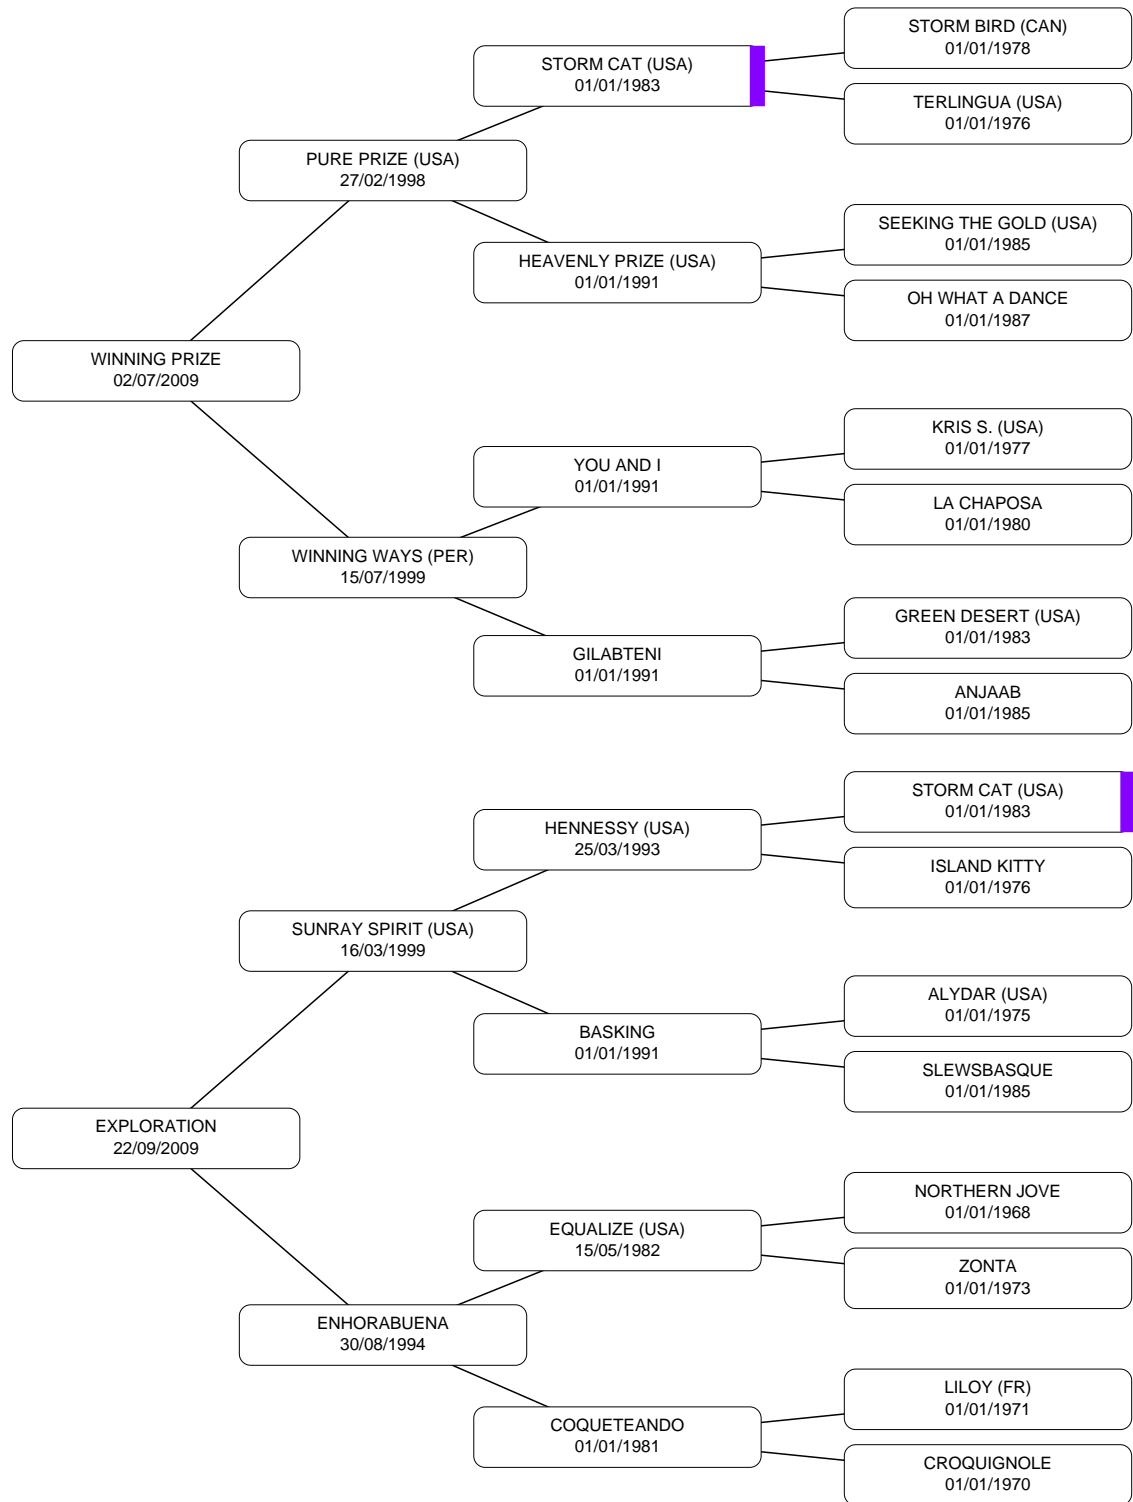 STORM BIRD (CAN)
01/01/1978
STORM CAT (USA)
01/01/1983
TERLINGUA (USA)
01/01/1976
PURE PRIZE (USA)
27/02/1998
SEEKING THE GOLD (USA)
01/01/1985
HEAVENLY PRIZE (USA)
01/01/1991
OH WHAT A DANCE
01/01/1987
WINNING PRIZE
02/07/2009
KRIS S. (USA)
01/01/1977
YOU AND I
01/01/1991
LA CHAPOSA
01/01/1980
WINNING WAYS (PER)
15/07/1999
GREEN DESERT (USA)
01/01/1983
GILABTENI
01/01/1991
ANJAAB
01/01/1985
STORM CAT (USA)
01/01/1983
HENNESSY (USA)
25/03/1993
ISLAND KITTY
01/01/1976
SUNRAY SPIRIT (USA)
16/03/1999
ALYDAR (USA)
01/01/1975
BASKING
01/01/1991
SLEWSBASQUE
01/01/1985
EXPLORATION
22/09/2009
NORTHERN JOVE
01/01/1968
EQUALIZE (USA)
15/05/1982
ZONTA
01/01/1973
ENHORABUENA
30/08/1994
LILOY (FR)
01/01/1971
COQUETEANDO
01/01/1981
CROQUIGNOLE
01/01/1970